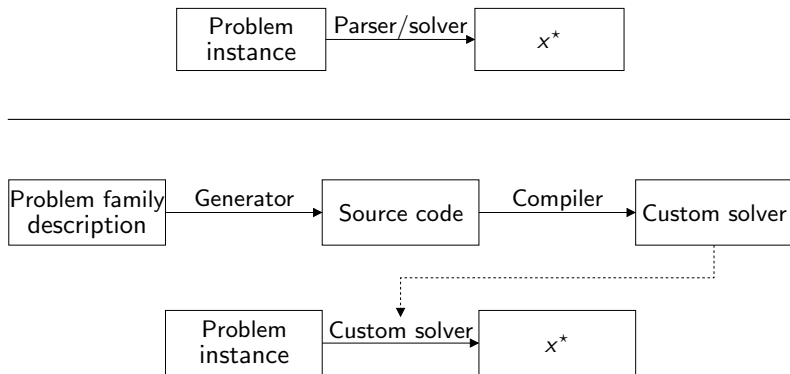 Problem
instance
Parser/solver
x⋆
Problem family
description
Generator
Source code
Compiler
Custom solver
Problem
instance
Custom solver
x⋆